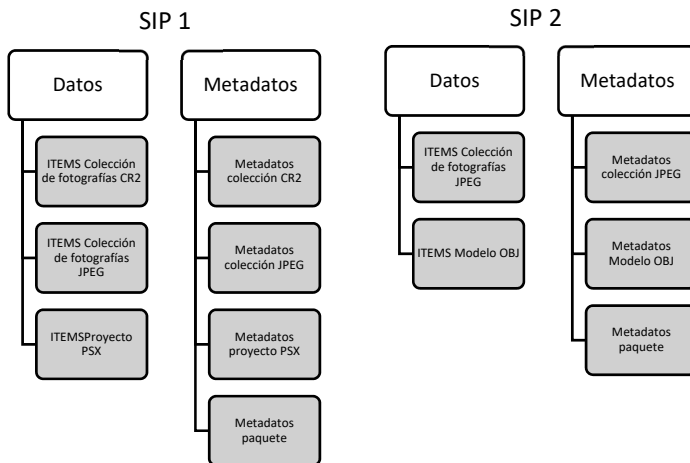 SIP 1
Datos
ITEMS Colección
de fotografías CR2
ITEMS Colección
de fotografías
JPEG
ITEMSProyecto
PSX
Metadatos
Metadatos
colección CR2
Metadatos
colección JPEG
Metadatos
proyecto PSX
Metadatos
paquete
SIP 2
Datos
ITEMS Colección
de fotografías
JPEG
ITEMS Modelo OBJ
Metadatos
Metadatos
colección JPEG
Metadatos
Modelo OBJ
Metadatos
paquete